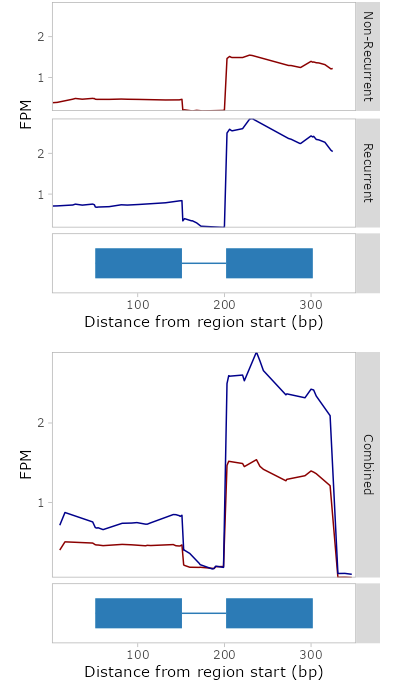 Non-Recurrent
2
1
FPM
Recurrent
2
1
100 200 300
Distance from region start (bp)
Combined
2
1
FPM
100 200 300
Distance from region start (bp)